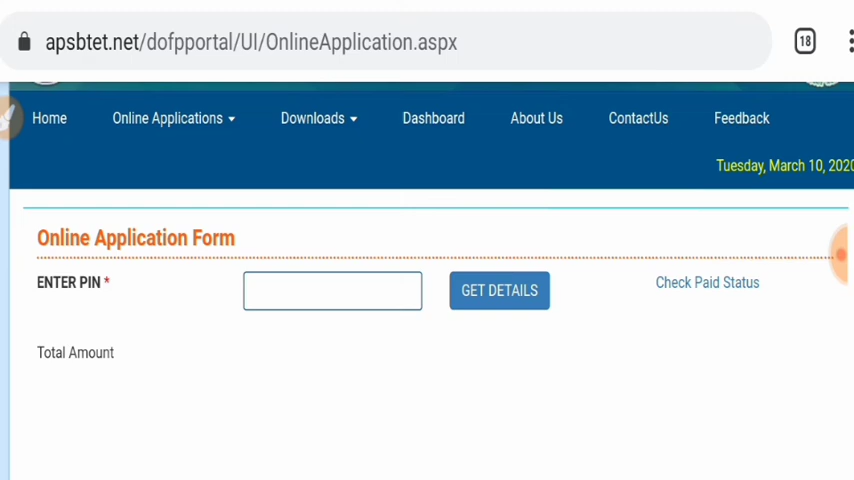 apsbtet.net/dofpportal/UI/OnlineApplication.aspx 18
Home Online Applications Downloads Dashboard About Us ContactUs Feedback
Tuesday, March 10, 2020
Online Application Form
ENTER PIN * GET DETAILS Check Paid Status
Total Amount